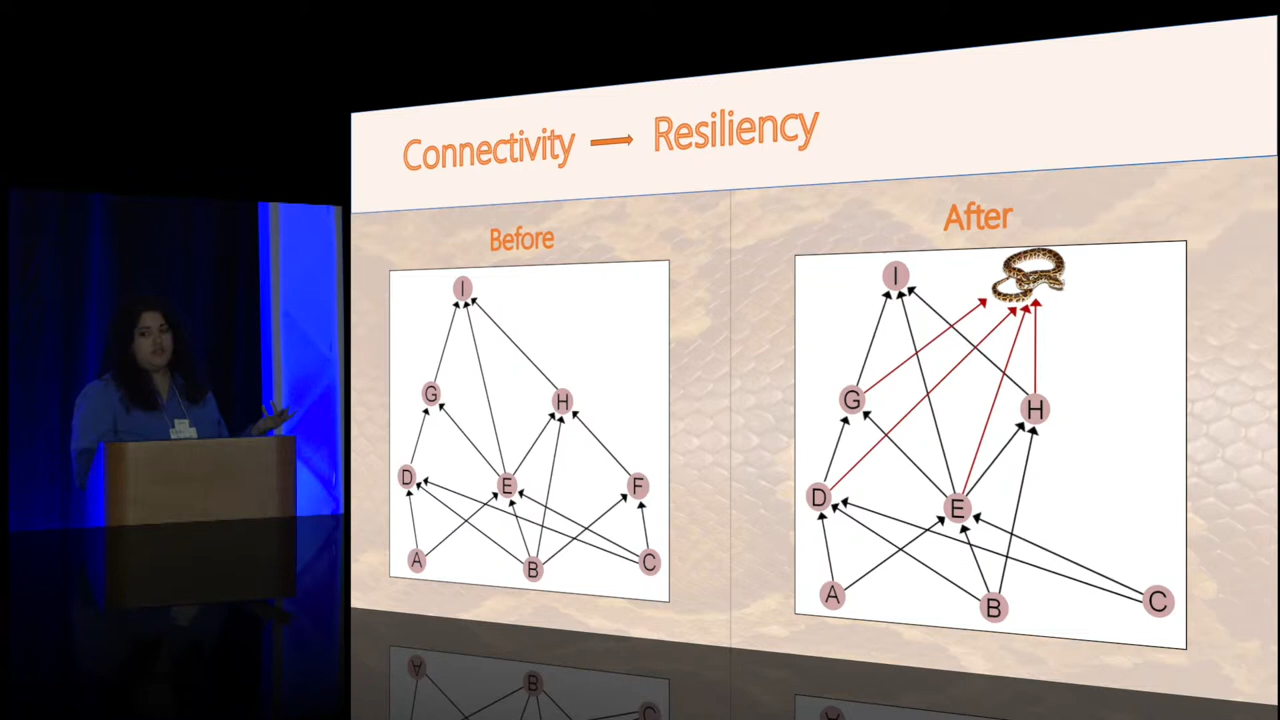 Connectivity → Resiliency
Before
After
I
G
H
D
E
F
A
B
C
I
G
H
D
E
A
B
C
A
B
C
A